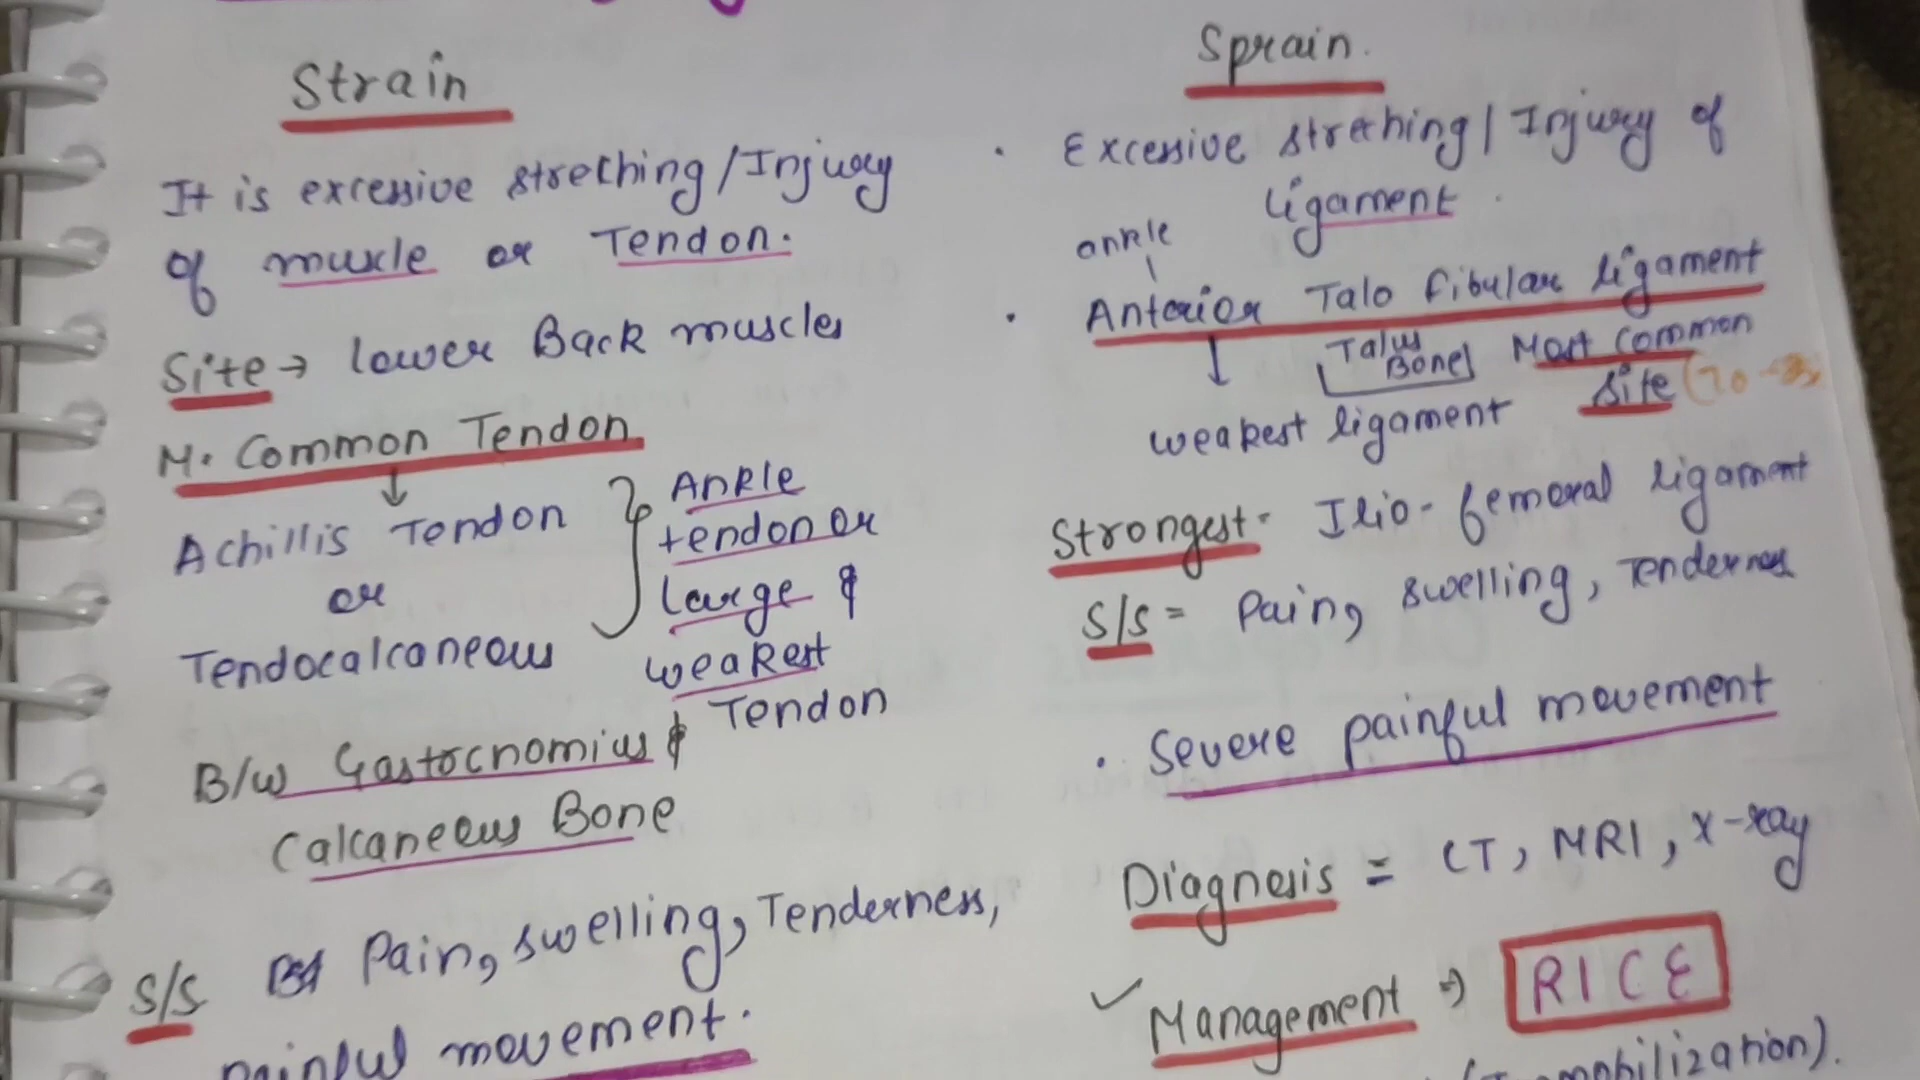 Strain
It is excessive streching/Injury
of muscle or Tendon.
Site → lower Back muscles
M. Common Tendon
↓
Achillis Tendon
or
Tendocalcaneous
Ankle
tendon or
Large &
weakest
Tendon
B/w Gastocnomius &
Calcaneous Bone
S/S Pain, swelling, Tenderness,
painful movement.
Sprain.
• Excessive streching/Injury of
ligament.
ankle
• Anterior Talo fibular ligament
↓
Talus
Bone
Most Common
site
weakest ligament
Strongest - Ilio-femoral ligament
S/S = Pain, swelling, Tenderness
• Severe painful movement
Diagnosis = CT, MRI, X-ray
✓ Management ⇒ RICE